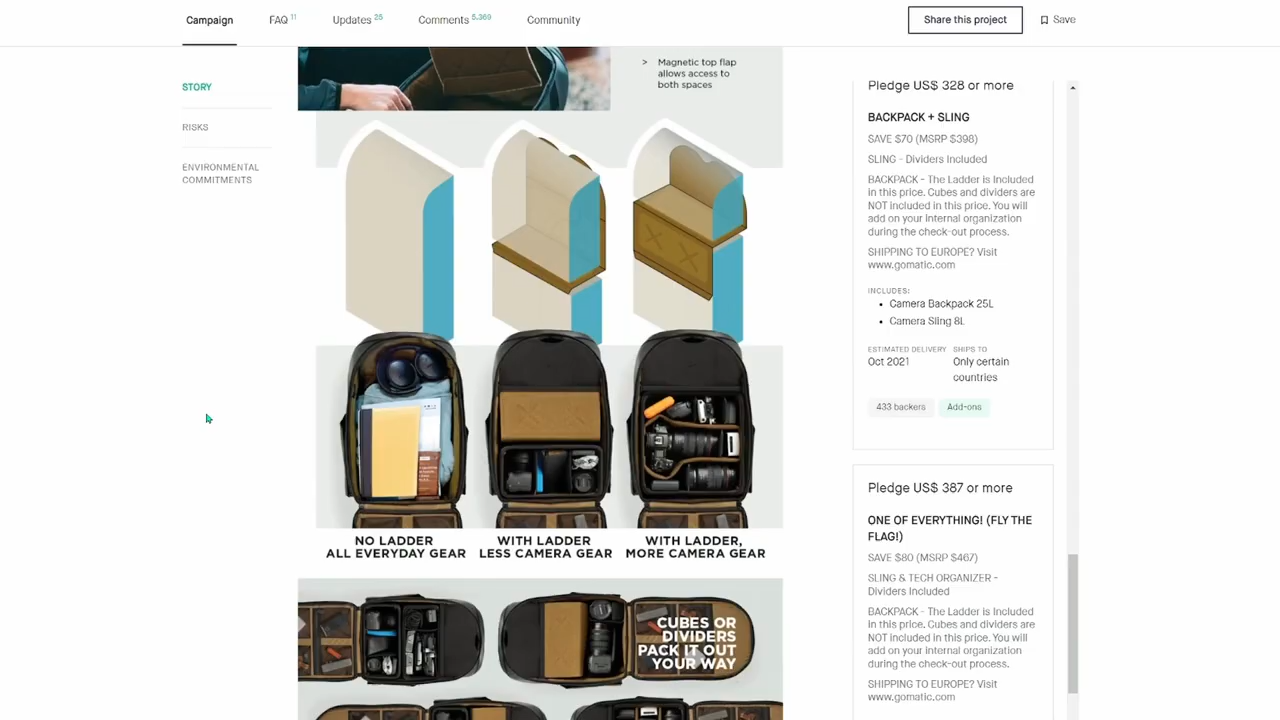 Campaign
FAQ 11
Updates 25
Comments 5,369
Community
Share this project
Save
STORY
RISKS
ENVIRONMENTAL
COMMITMENTS
> Magnetic top flap
allows access to
both spaces
NO LADDER
ALL EVERYDAY GEAR
WITH LADDER
LESS CAMERA GEAR
WITH LADDER,
MORE CAMERA GEAR
CUBES OR
DIVIDERS
PACK IT OUT
YOUR WAY
Pledge US$ 328 or more
BACKPACK + SLING
SAVE $70 (MSRP $398)
SLING - Dividers Included
BACKPACK - The Ladder is Included
in this price. Cubes and dividers are
NOT included in this price. You will
add on your internal organization
during the check-out process.
SHIPPING TO EUROPE? Visit
www.gomatic.com
INCLUDES:
• Camera Backpack 25L
• Camera Sling 8L
ESTIMATED DELIVERY
Oct 2021
SHIPS TO
Only certain
countries
433 backers
Add-ons
Pledge US$ 387 or more
ONE OF EVERYTHING! (FLY THE
FLAG!)
SAVE $80 (MSRP $467)
SLING & TECH ORGANIZER -
Dividers Included
BACKPACK - The Ladder is Included
in this price. Cubes and dividers are
NOT included in this price. You will
add on your internal organization
during the check-out process.
SHIPPING TO EUROPE? Visit
www.gomatic.com